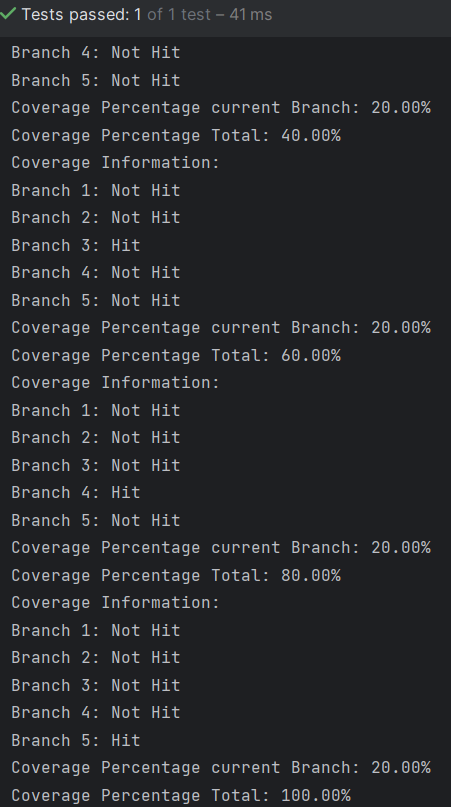 Tests passed: 1 of 1 test – 41 ms
Branch 4: Not Hit
Branch 5: Not Hit
Coverage Percentage current Branch: 20.00%
Coverage Percentage Total: 40.00%
Coverage Information:
Branch 1: Not Hit
Branch 2: Not Hit
Branch 3: Hit
Branch 4: Not Hit
Branch 5: Not Hit
Coverage Percentage current Branch: 20.00%
Coverage Percentage Total: 60.00%
Coverage Information:
Branch 1: Not Hit
Branch 2: Not Hit
Branch 3: Not Hit
Branch 4: Hit
Branch 5: Not Hit
Coverage Percentage current Branch: 20.00%
Coverage Percentage Total: 80.00%
Coverage Information:
Branch 1: Not Hit
Branch 2: Not Hit
Branch 3: Not Hit
Branch 4: Not Hit
Branch 5: Hit
Coverage Percentage current Branch: 20.00%
Coverage Percentage Total: 100.00%